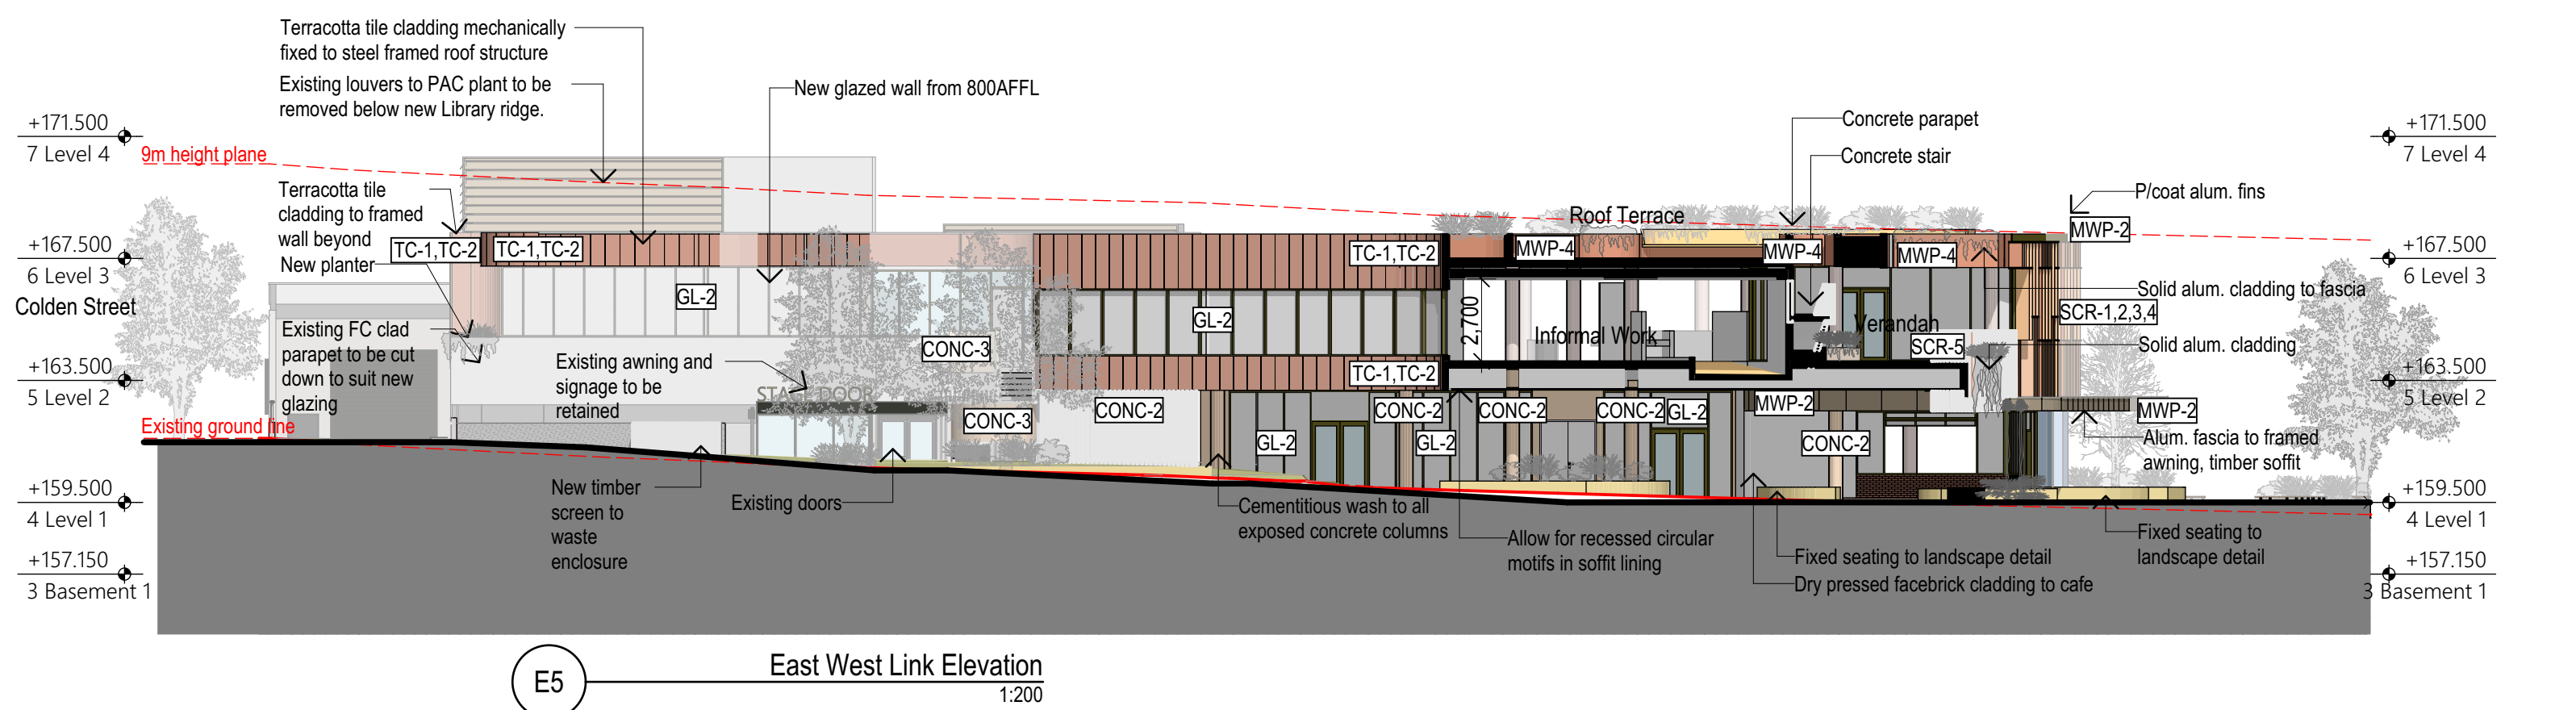 Terracotta tile cladding mechanically
fixed to steel framed roof structure
Existing louvers to PAC plant to be
removed below new Library ridge.
New glazed wall from 800AFFL
Concrete parapet
Concrete stair
+171.500
7 Level 4
9m height plane
+171.500
7 Level 4
Terracotta tile
cladding to framed
wall beyond
New planter
P/coat alum. fins
MWP-2
Roof Terrace
TC-1,TC-2
TC-1,TC-2
TC-1,TC-2
MWP-4
MWP-4
MWP-4
+167.500
6 Level 3
+167.500
6 Level 3
Colden Street
GL-2
GL-2
2,700
Informal Work
Verandah
Solid alum. cladding to fascia
SCR-1,2,3,4
SCR-5
Solid alum. cladding
Existing FC clad
parapet to be cut
down to suit new
glazing
Existing awning and
signage to be
retained
CONC-3
TC-1,TC-2
+163.500
5 Level 2
+163.500
5 Level 2
STAGE DOOR
CONC-3
CONC-2
CONC-2
CONC-2
CONC-2
GL-2
MWP-2
MWP-2
Existing ground line
GL-2
GL-2
CONC-2
Alum. fascia to framed
awning, timber soffit
New timber
screen to
waste
enclosure
Existing doors
Cementitious wash to all
exposed concrete columns
Allow for recessed circular
motifs in soffit lining
Fixed seating to landscape detail
Dry pressed facebrick cladding to cafe
Fixed seating to
landscape detail
+159.500
4 Level 1
+159.500
4 Level 1
+157.150
3 Basement 1
+157.150
3 Basement 1
E5
East West Link Elevation
1:200